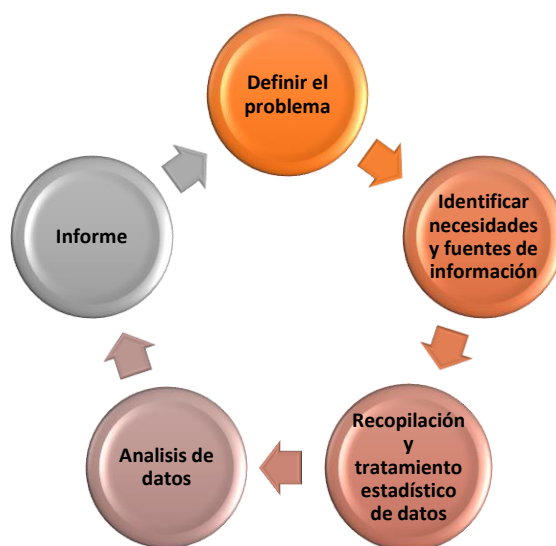 Definir el
problema
Identificar
necesidades
y fuentes de
información
Recopilación
y
tratamiento
estadístico
de datos
Analisis de
datos
Informe